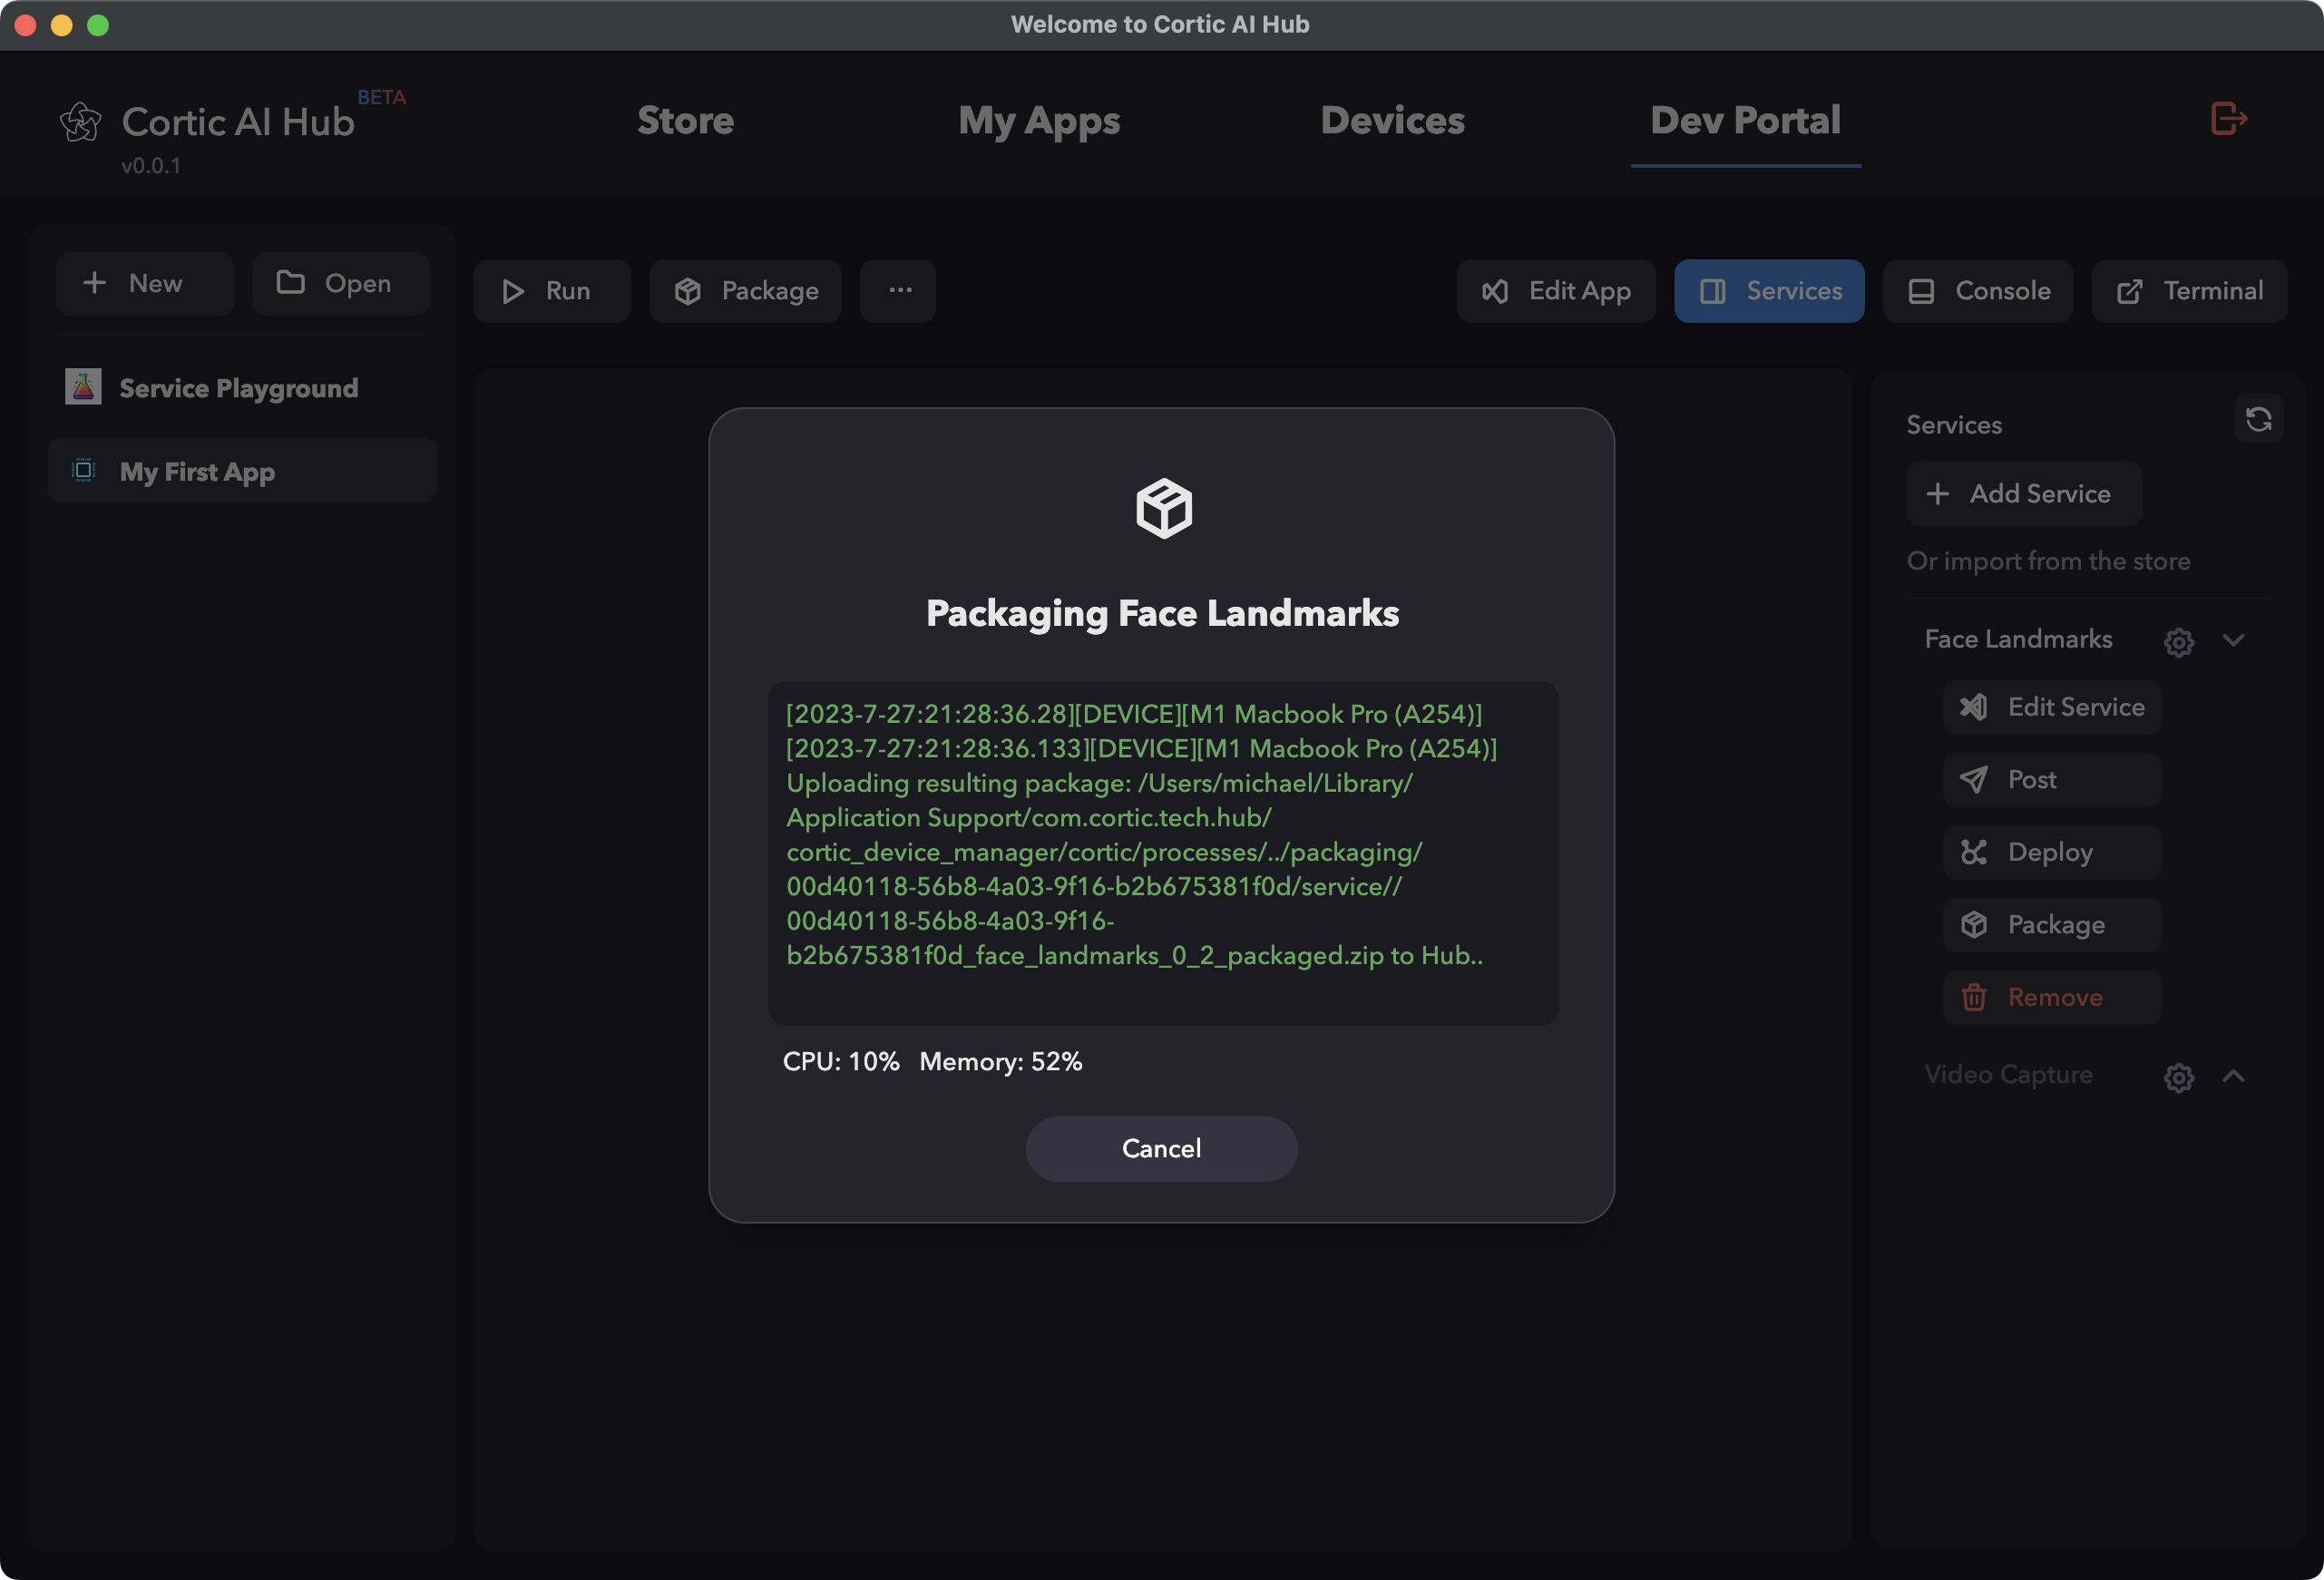 Welcome to Cortic AI Hub
Cortic AI Hub BETA
v0.0.1
Store
My Apps
Devices
Dev Portal
New
Open
Service Playground
My First App
Run
Package
...
Edit App
Services
Console
Terminal
Packaging Face Landmarks
[2023-7-27:21:28:36.28][DEVICE][M1 Macbook Pro (A254)]
[2023-7-27:21:28:36.133][DEVICE][M1 Macbook Pro (A254)]
Uploading resulting package: /Users/michael/Library/
Application Support/com.cortic.tech.hub/
cortic_device_manager/cortic/processes/../packaging/
00d40118-56b8-4a03-9f16-b2b675381f0d/service//
00d40118-56b8-4a03-9f16-
b2b675381f0d_face_landmarks_0_2_packaged.zip to Hub..
CPU: 10% Memory: 52%
Cancel
Services
Add Service
Or import from the store
Face Landmarks
Edit Service
Post
Deploy
Package
Remove
Video Capture